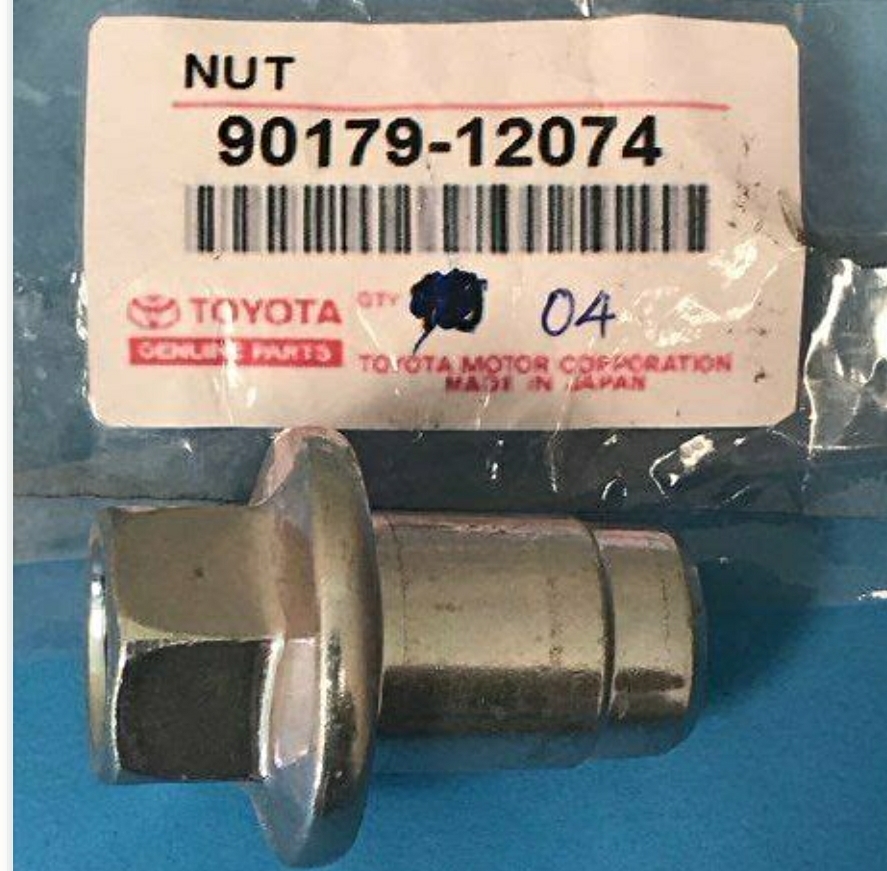 NUT
90179-12074
TOYOTA QTY 04
GENUINE PARTS
TOYOTA MOTOR CORPORATION
MADE IN JAPAN